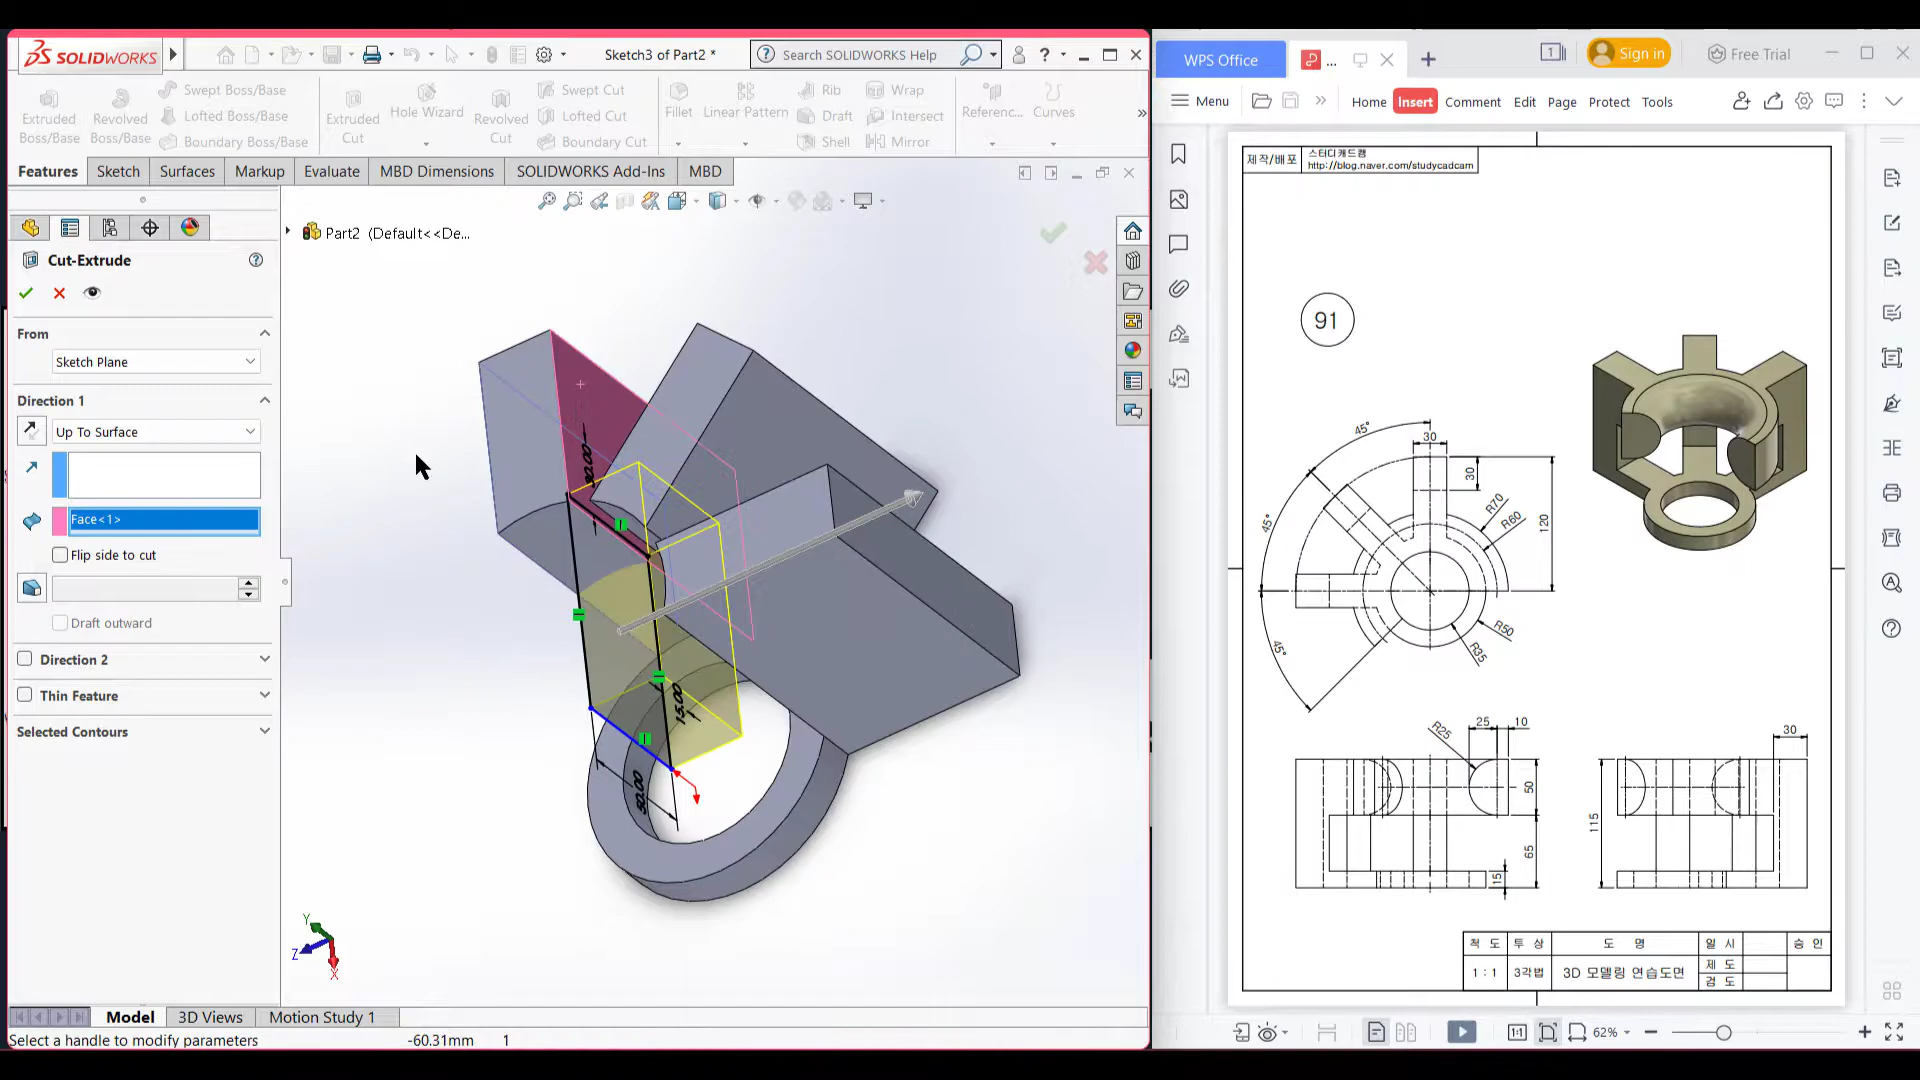 SOLIDWORKS
Sketch3 of Part2 *
Search SOLIDWORKS Help
?
Extruded Boss/Base
Revolved Boss/Base
Swept Boss/Base
Lofted Boss/Base
Boundary Boss/Base
Extruded Cut
Hole Wizard
Revolved Cut
Swept Cut
Lofted Cut
Boundary Cut
Fillet
Linear Pattern
Rib
Draft
Shell
Wrap
Intersect
Mirror
Referenc...
Curves
Features
Sketch
Surfaces
Markup
Evaluate
MBD Dimensions
SOLIDWORKS Add-Ins
MBD
Part2 (Default<<De...
Cut-Extrude
From
Sketch Plane
Direction 1
Up To Surface
Face<1>
Flip side to cut
Draft outward
Direction 2
Thin Feature
Selected Contours
30.00
15.00
50.00
Y
Z
X
Model
3D Views
Motion Study 1
Select a handle to modify parameters
-60.31mm
1
WPS Office
...
1
Sign in
Free Trial
Menu
Home
Insert
Comment
Edit
Page
Protect
Tools
제작/배포
스터디캐드캠
http://blog.naver.com/studycadcam
91
45°
30
30
R70
R60
120
45°
45°
R50
R35
R25
25
10
50
65
15
30
115
척 도
투 상
도 명
일 시
승 인
1 : 1
3각법
3D 모델링 연습도면
제 도
검 도
1:1
62%